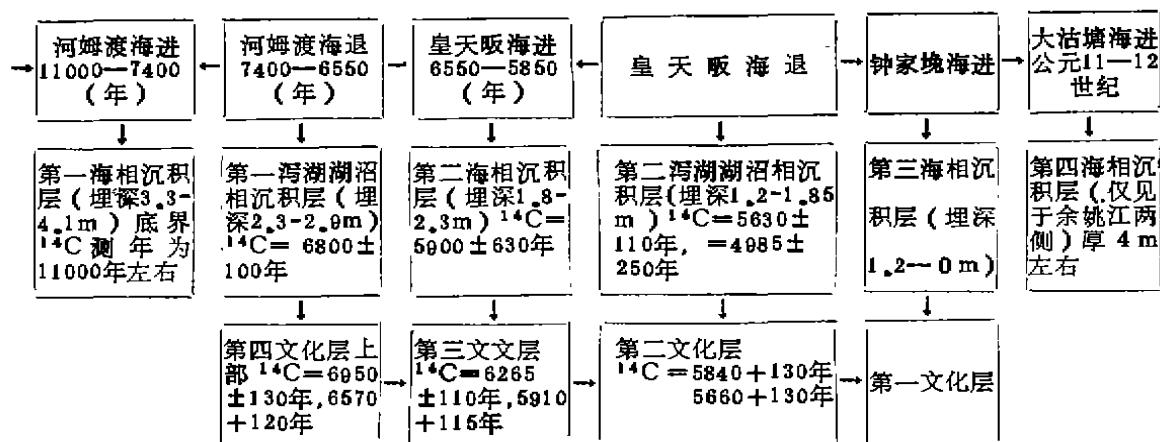 河姆渡海进
11000—7400
(年)
河姆渡海退
7400—6550
(年)
皇天畈海进
6550—5850
(年)
皇天畈海退
钟家堍海进
大沽塘海进
公元11—12
世纪
第一海相沉积
层(埋深3.3-
4.1m)底界
¹⁴C测年为
11000年左右
第一泻湖湖沼
相沉积层(埋
深2.3-2.9m)
¹⁴C=6800±
100年
第二海相沉积
层(埋深1.8-
2.3m)¹⁴C=
5900±630年
第二泻湖湖沼相沉
积层(埋深1.2-1.85
m)¹⁴C=5630±
110年,=4985±
250年
第三海相沉
积层(埋深
1.2—0m)
第四海相沉
积层(仅见
于余姚江两
侧)厚4m
左右
第四文化层上
部¹⁴C=6950
±130年,6570
+120年
第三文文层
¹⁴C=6265
±110年,5910
+115年
第二文化层
¹⁴C=5840+130年
5660+130年
第一文化层